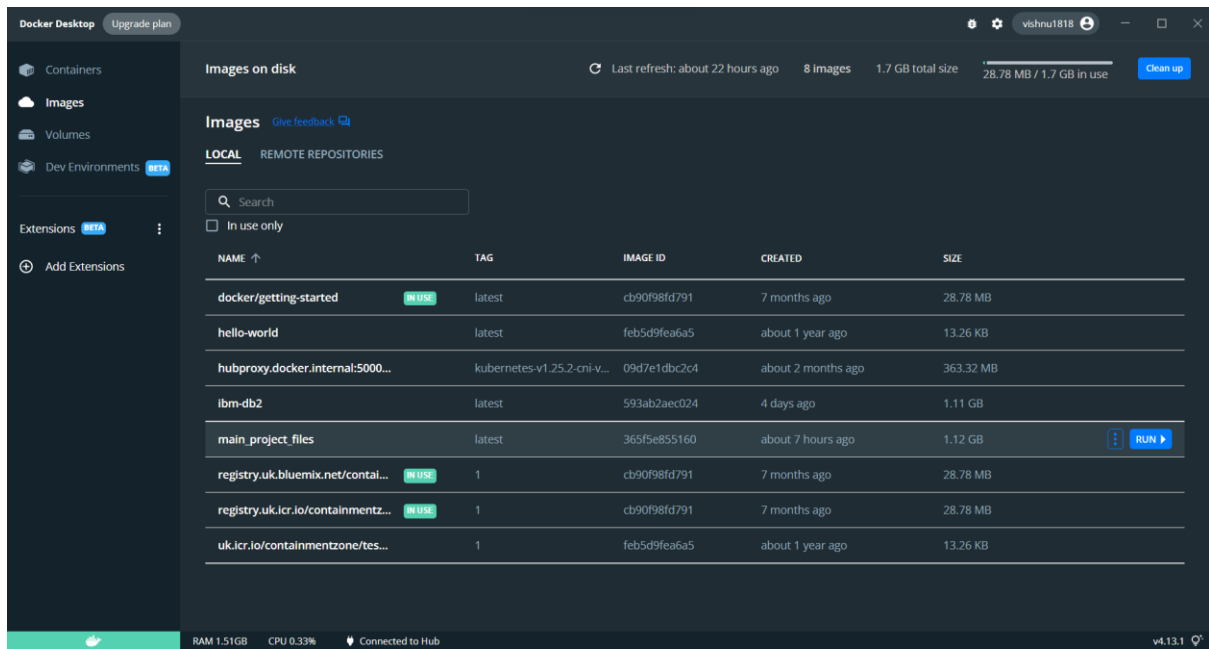 Docker Desktop Upgrade plan vishnu1818
Containers
Images
Volumes
Dev Environments BETA
Extensions BETA
Add Extensions
Images on disk Last refresh: about 22 hours ago 8 images 1.7 GB total size 28.78 MB / 1.7 GB in use Clean up
Images Give feedback
LOCAL REMOTE REPOSITORIES
Search
In use only
NAME TAG IMAGE ID CREATED SIZE
docker/getting-started IN USE latest cb90f98fd791 7 months ago 28.78 MB
hello-world latest feb5d9fea6a5 about 1 year ago 13.26 KB
hubproxy.docker.internal:5000... kubernetes-v1.25.2-cni-v... 09d7e1dbc2c4 about 2 months ago 363.32 MB
ibm-db2 latest 593ab2aec024 4 days ago 1.11 GB
main_project_files latest 365f5e855160 about 7 hours ago 1.12 GB RUN
registry.uk.bluemix.net/contai... IN USE 1 cb90f98fd791 7 months ago 28.78 MB
registry.uk.icr.io/containmentz... IN USE 1 cb90f98fd791 7 months ago 28.78 MB
uk.icr.io/containmentzone/tes... 1 feb5d9fea6a5 about 1 year ago 13.26 KB
RAM 1.51GB CPU 0.33% Connected to Hub v4.13.1